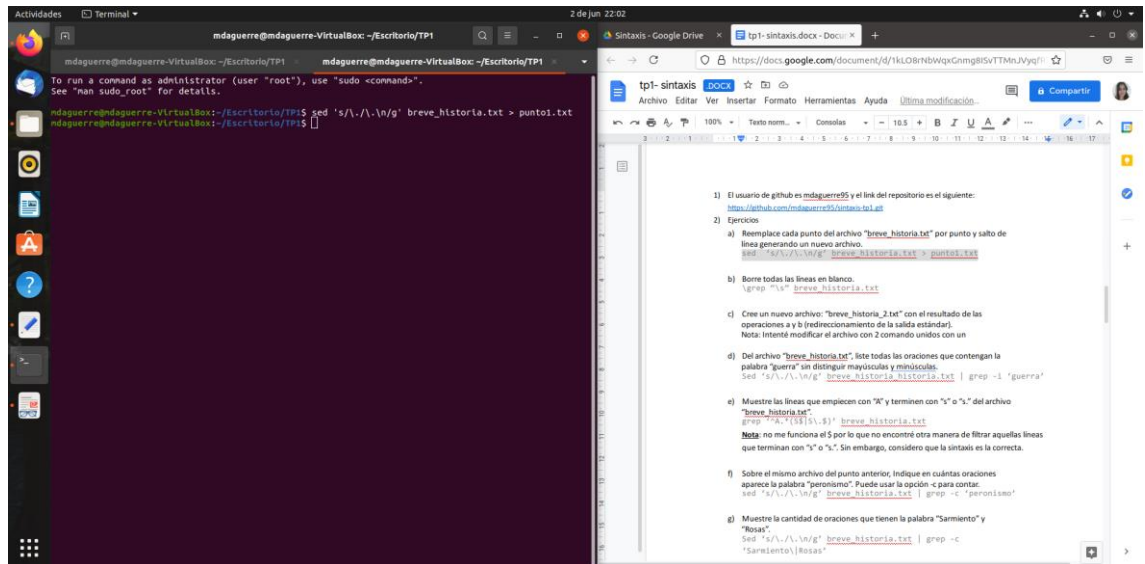 Actividades Terminal 2 de jun 22:02
mdaguerre@mdaguerre-VirtualBox: ~/Escritorio/TP1
mdaguerre@mdaguerre-VirtualBox: ~/Escritorio/TP1 mdaguerre@mdaguerre-VirtualBox: ~/Escritorio/TP1
To run a command as administrator (user "root"), use "sudo <command>".
See "man sudo_root" for details.
mdaguerre@mdaguerre-VirtualBox:~/Escritorio/TP1$ sed 's/\./\.\n/g' breve_historia.txt > punto1.txt
mdaguerre@mdaguerre-VirtualBox:~/Escritorio/TP1$
Sintaxis - Google Drive tp1- sintaxis.docx - Docu
https://docs.google.com/document/d/
tp1- sintaxis .DOCX
Archivo Editar Ver Insertar Formato Herramientas Ayuda Última modificación...
Compartir
100% Texto norm... Consolas 10.5
1) El usuario de github es mdaguerre95 y el link del repositorio es el siguiente:
https://github.com/mdaguerre95/sintaxis-tp1.git
2) Ejercicios
a) Reemplace cada punto del archivo "breve_historia.txt" por punto y salto de
línea generando un nuevo archivo.
sed 's/\./\.\n/g' breve_historia.txt > punto1.txt
b) Borre todas las líneas en blanco.
\grep "\s" breve_historia.txt
c) Cree un nuevo archivo: "breve_historia_2.txt" con el resultado de las
operaciones a y b (redireccionamiento de la salida estándar).
Nota: Intenté modificar el archivo con 2 comando unidos con un
d) Del archivo "breve_historia.txt", liste todas las oraciones que contengan la
palabra "guerra" sin distinguir mayúsculas y minúsculas.
Sed 's/\./\.\n/g' breve_historia_historia.txt | grep -i 'guerra'
e) Muestre las líneas que empiecen con "A" y terminen con "s" o "s." del archivo
"breve_historia.txt".
grep '^A.*(S$|S\.$)' breve_historia.txt
Nota: no me funciona el $ por lo que no encontré otra manera de filtrar aquellas líneas
que terminan con "s" o "s.". Sin embargo, considero que la sintaxis es la correcta.
f) Sobre el mismo archivo del punto anterior, Indique en cuántas oraciones
aparece la palabra "peronismo". Puede usar la opción -c para contar.
sed 's/\./\.\n/g' breve_historia.txt | grep -c 'peronismo'
g) Muestre la cantidad de oraciones que tienen la palabra "Sarmiento" y
"Rosas".
Sed 's/\./\.\n/g' breve_historia.txt | grep -c
'Sarmiento\|Rosas'